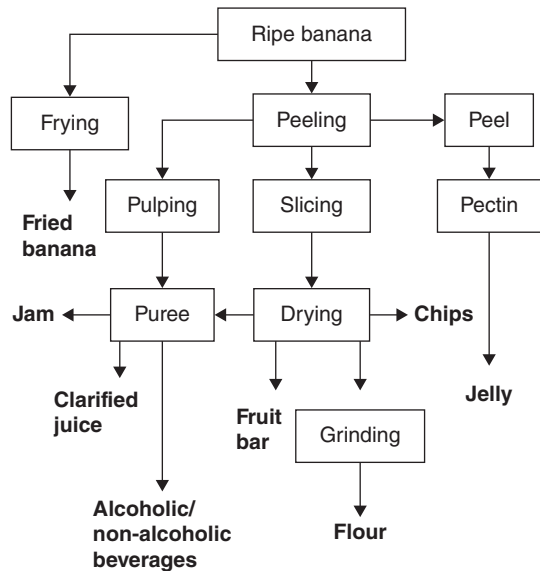 Ripe banana
Frying
Peeling
Peel
Pulping
Slicing
Pectin
Fried
banana
Jam
Puree
Drying
Chips
Clarified
juice
Fruit
bar
Jelly
Grinding
Alcoholic/
non-alcoholic
beverages
Flour